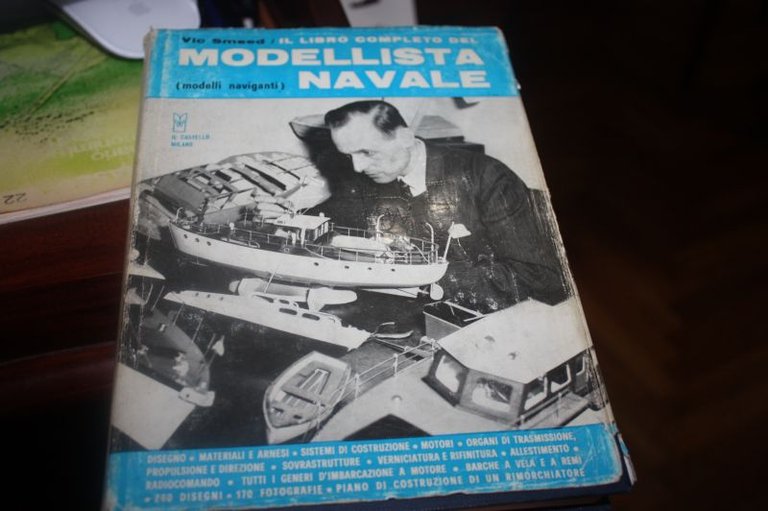 Vic Smeed / IL LIBRO COMPLETO DEL
MODELLISTA
(modelli naviganti) NAVALE
IL CASTELLO
MILANO
22
DISEGNO • MATERIALI E ARNESI • SISTEMI DI COSTRUZIONE • MOTORI • ORGANI DI TRASMISSIONE,
PROPULSIONE E DIREZIONE • SOVRASTRUTTURE • VERNICIATURA E RIFINITURA • ALLESTIMENTO •
RADIOCOMANDO • TUTTI I GENERI D'IMBARCAZIONE A MOTORE • BARCHE A VELA E A REMI
• 240 DISEGNI • 170 FOTOGRAFIE • PIANO DI COSTRUZIONE DI UN RIMORCHIATORE